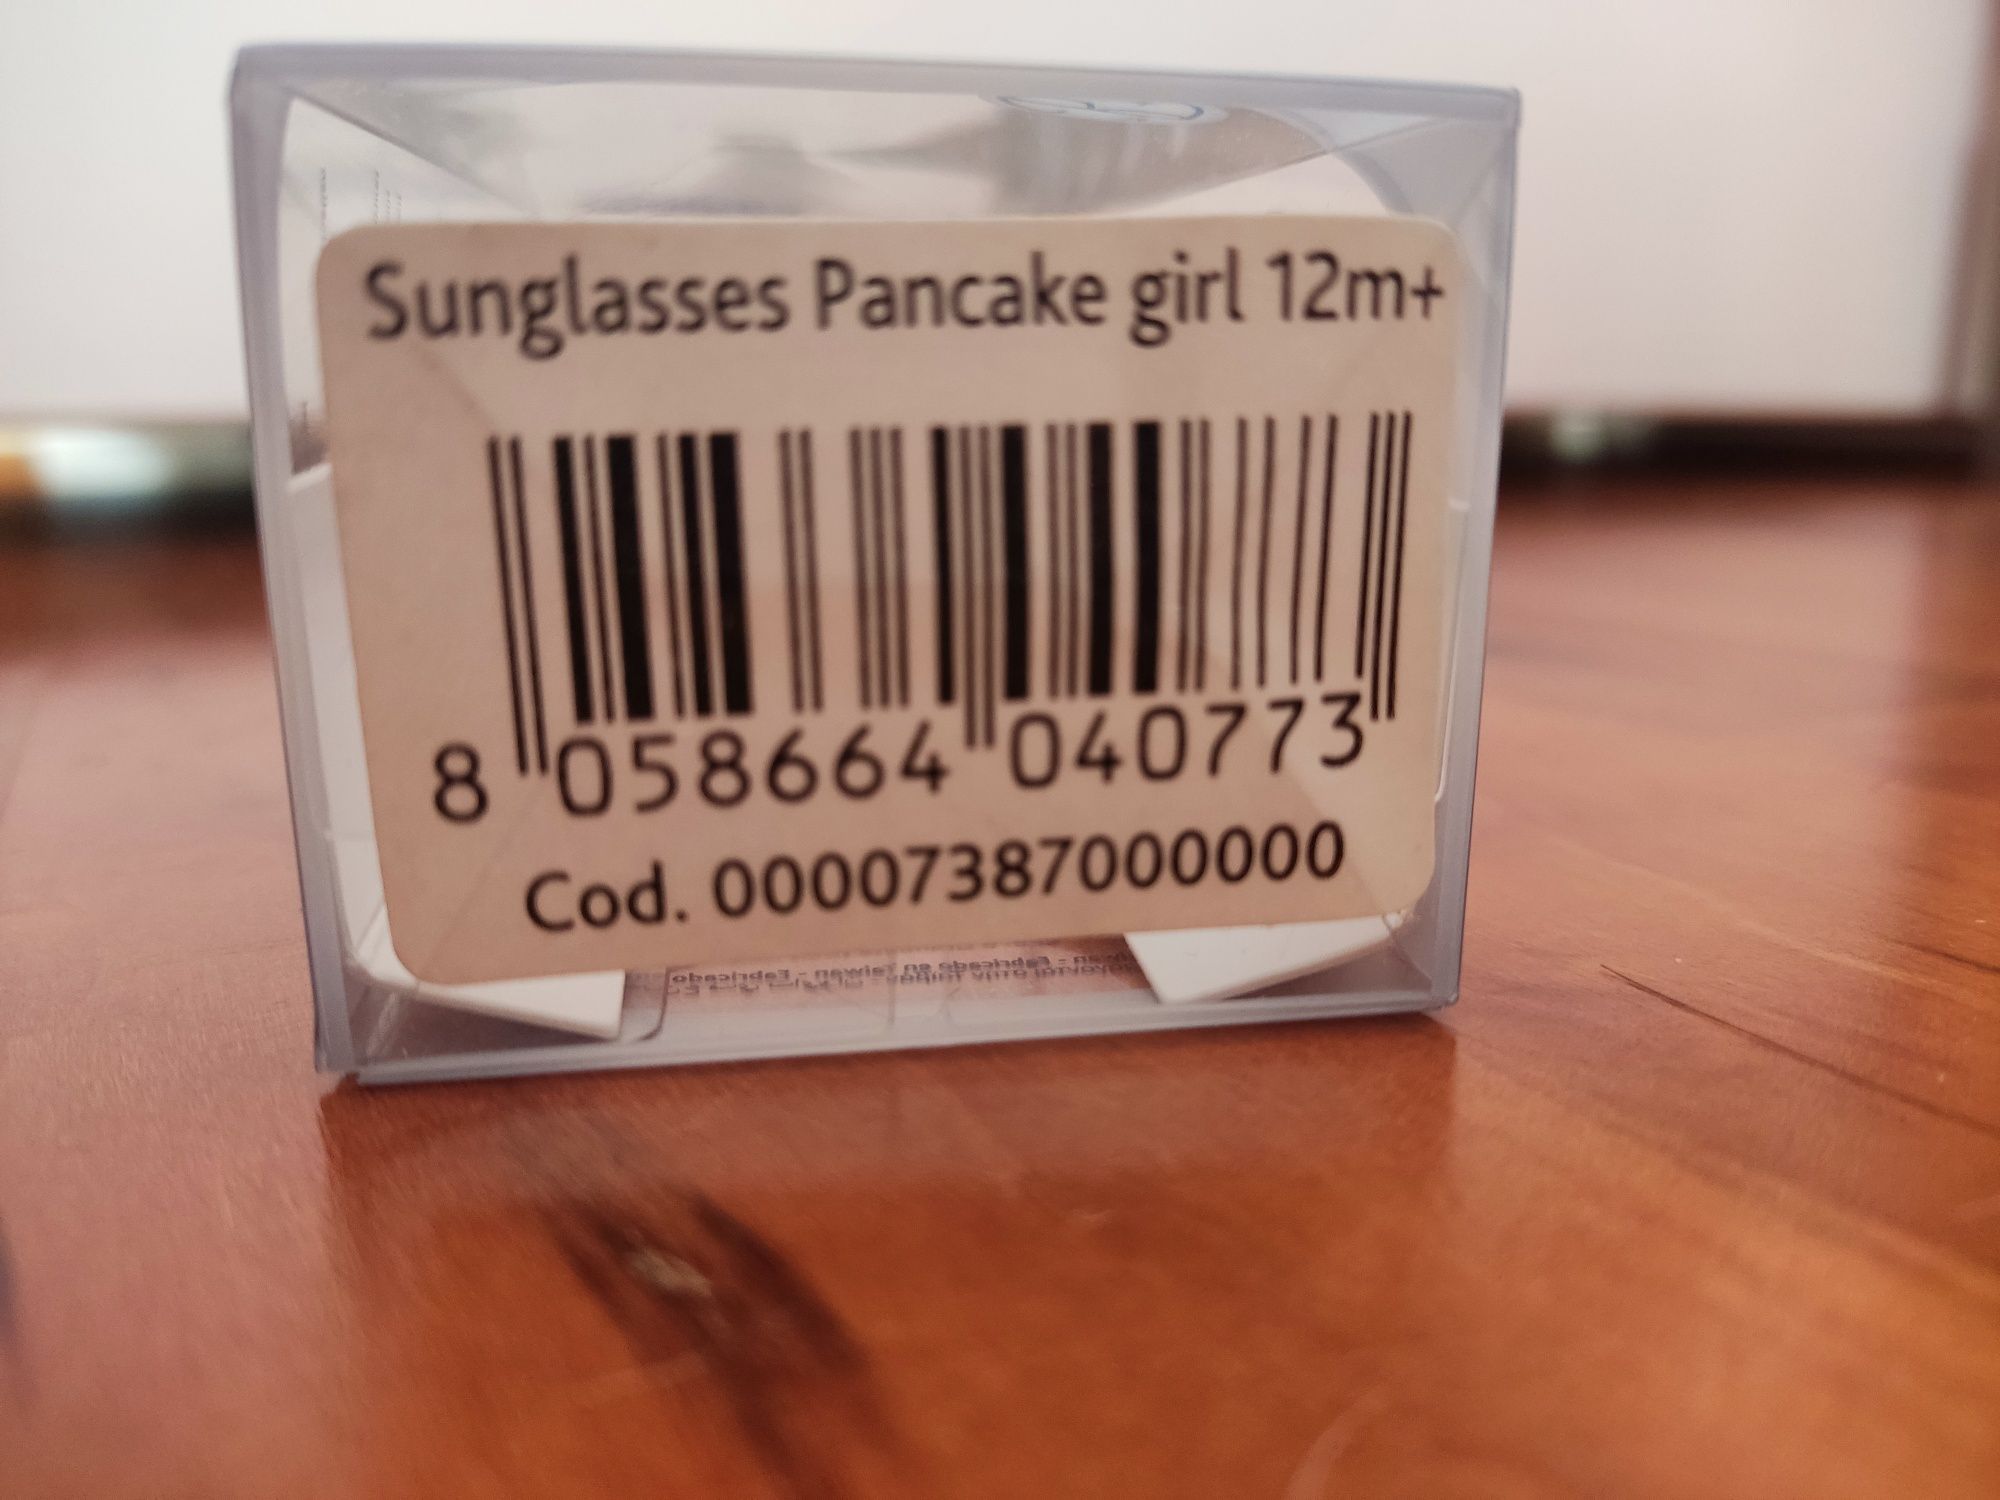 Sunglasses Pancake girl 12m+
8 058664 040773
Cod. 00007387000000